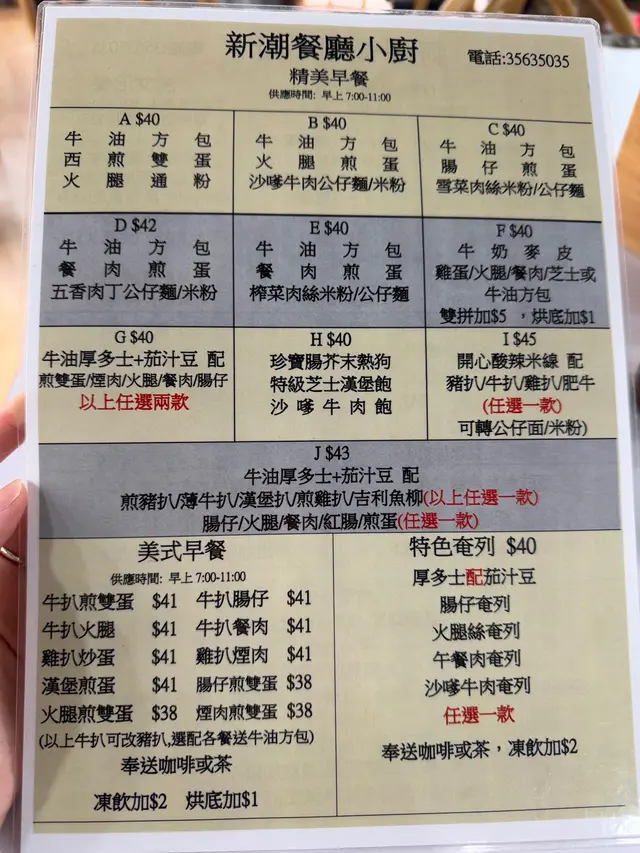 新潮餐廳小廚
電話:35635035
精美早餐
供應時間: 早上 7:00-11:00
A $40
牛油方包
西煎雙蛋
火腿通粉
B $40
牛油方包
火腿煎蛋
沙嗲牛肉公仔麵/米粉
C $40
牛油方包
腸仔煎蛋
雪菜肉絲米粉/公仔麵
D $42
牛油方包
餐肉煎蛋
五香肉丁公仔麵/米粉
E $40
牛油方包
餐肉煎蛋
榨菜肉絲米粉/公仔麵
F $40
牛奶麥皮
雞蛋/火腿/餐肉/芝士或
牛油方包
雙拼加$5 ，烘底加$1
G $40
牛油厚多士+茄汁豆 配
煎雙蛋/煙肉/火腿/餐肉/腸仔
以上任選兩款
H $40
珍寶腸芥末熱狗
特級芝士漢堡飽
沙嗲牛肉飽
I $45
開心酸辣米線 配
豬扒/牛扒/雞扒/肥牛
(任選一款)
可轉公仔面/米粉)
J $43
牛油厚多士+茄汁豆 配
煎豬扒/薄牛扒/漢堡扒/煎雞扒/吉利魚柳(以上任選一款)
腸仔/火腿/餐肉/紅腸/煎蛋(任選一款)
美式早餐
供應時間: 早上 7:00-11:00
牛扒煎雙蛋 $41 牛扒腸仔 $41
牛扒火腿 $41 牛扒餐肉 $41
雞扒炒蛋 $41 雞扒煙肉 $41
漢堡煎蛋 $41 腸仔煎雙蛋 $38
火腿煎雙蛋 $38 煙肉煎雙蛋 $38
(以上牛扒可改豬扒,選配各餐送牛油方包)
奉送咖啡或茶
凍飲加$2 烘底加$1
特色奄列 $40
厚多士配茄汁豆
腸仔奄列
火腿絲奄列
午餐肉奄列
沙嗲牛肉奄列
任選一款
奉送咖啡或茶，凍飲加$2